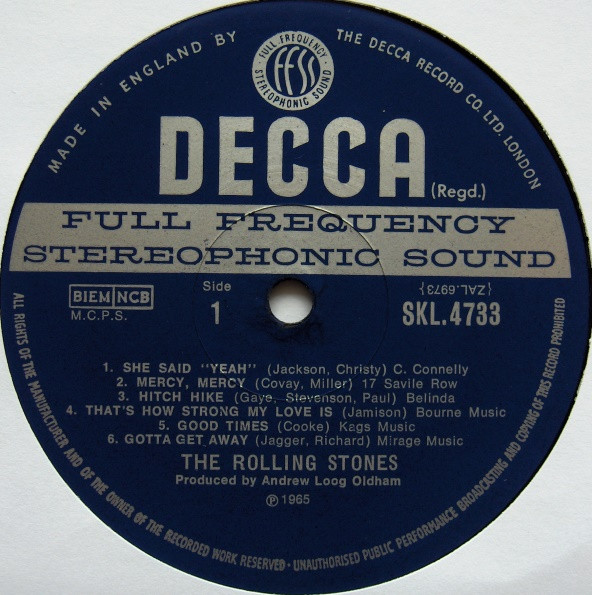 MADE IN ENGLAND BY
THE DECCA RECORD CO. LTD. LONDON
FULL FREQUENCY
FFSS
STEREOPHONIC SOUND
DECCA
(Regd.)
FULL FREQUENCY
STEREOPHONIC SOUND
BIEM NCB
M.C.P.S.
Side
1
{ZAL.6973}
SKL.4733
1. SHE SAID "YEAH" (Jackson, Christy) C. Connelly
2. MERCY, MERCY (Covay, Miller) 17 Savile Row
3. HITCH HIKE (Gaye, Stevenson, Paul) Belinda
4. THAT'S HOW STRONG MY LOVE IS (Jamison) Bourne Music
5. GOOD TIMES (Cooke) Kags Music
6. GOTTA GET AWAY (Jagger, Richard) Mirage Music
THE ROLLING STONES
Produced by Andrew Loog Oldham
℗ 1965
ALL RIGHTS OF THE MANUFACTURER AND OF THE OWNER OF THE RECORDED WORK RESERVED · UNAUTHORISED PUBLIC PERFORMANCE BROADCASTING AND COPYING OF THIS RECORD PROHIBITED